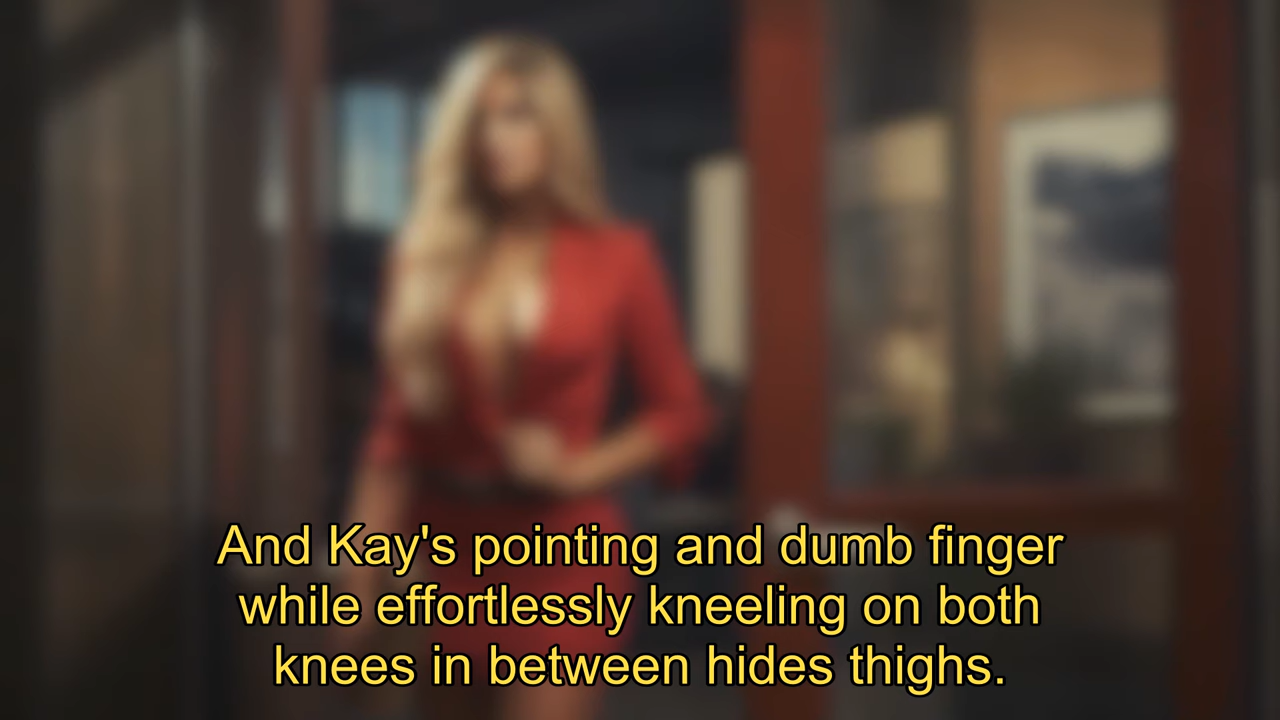 And Kay's pointing and dumb finger
while effortlessly kneeling on both
knees in between hides thighs.